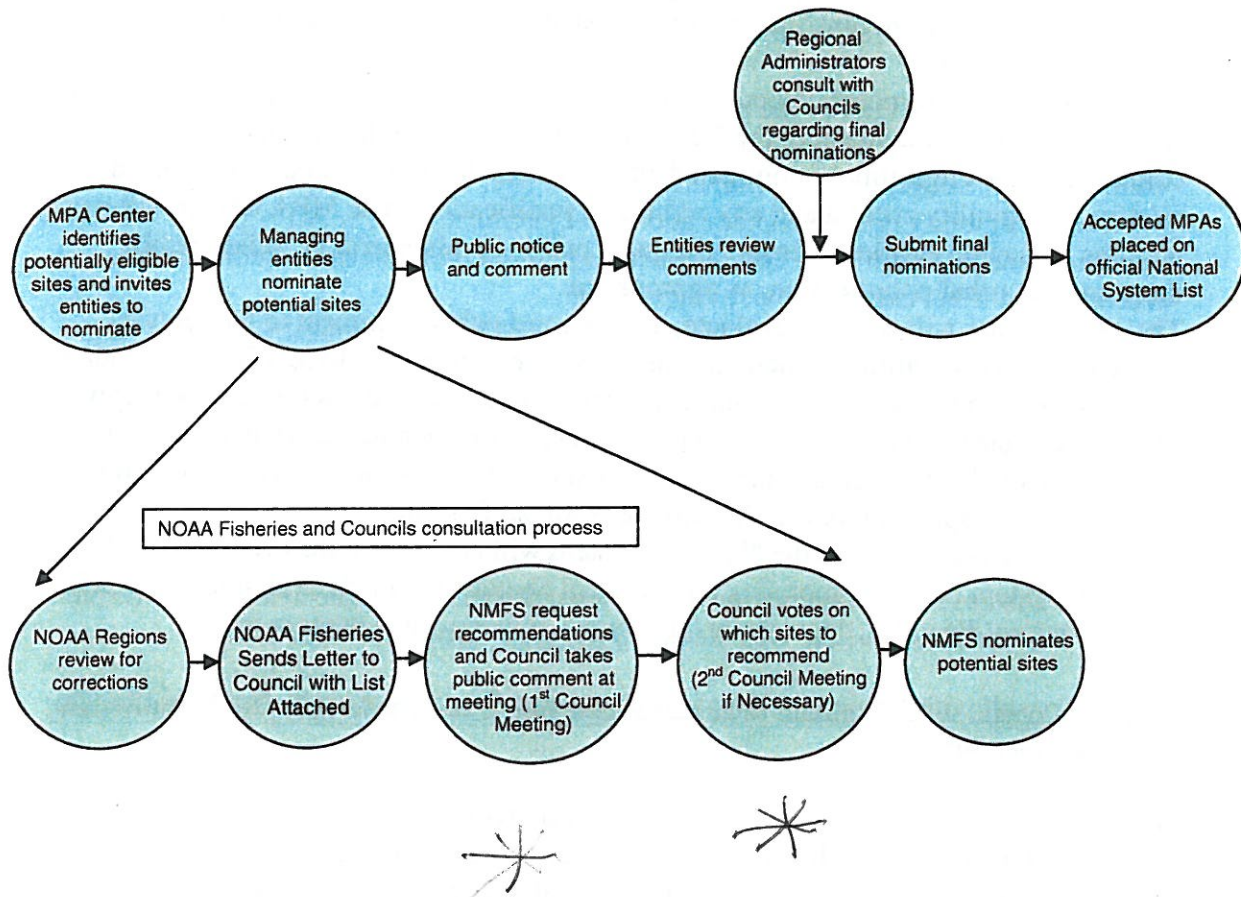 Regional
Administrators
consult with
Councils
regarding final
nominations
MPA Center
identifies
potentially eligible
sites and invites
entities to
nominate
Managing
entities
nominate
potential sites
Public notice
and comment
Entities review
comments
Submit final
nominations
Accepted MPAs
placed on
official National
System List
NOAA Fisheries and Councils consultation process
NOAA Regions
review for
corrections
NOAA Fisheries
Sends Letter to
Council with List
Attached
NMFS request
recommendations
and Council takes
public comment at
meeting (1st Council
Meeting)
Council votes on
which sites to
recommend
(2nd Council Meeting
if Necessary)
NMFS nominates
potential sites